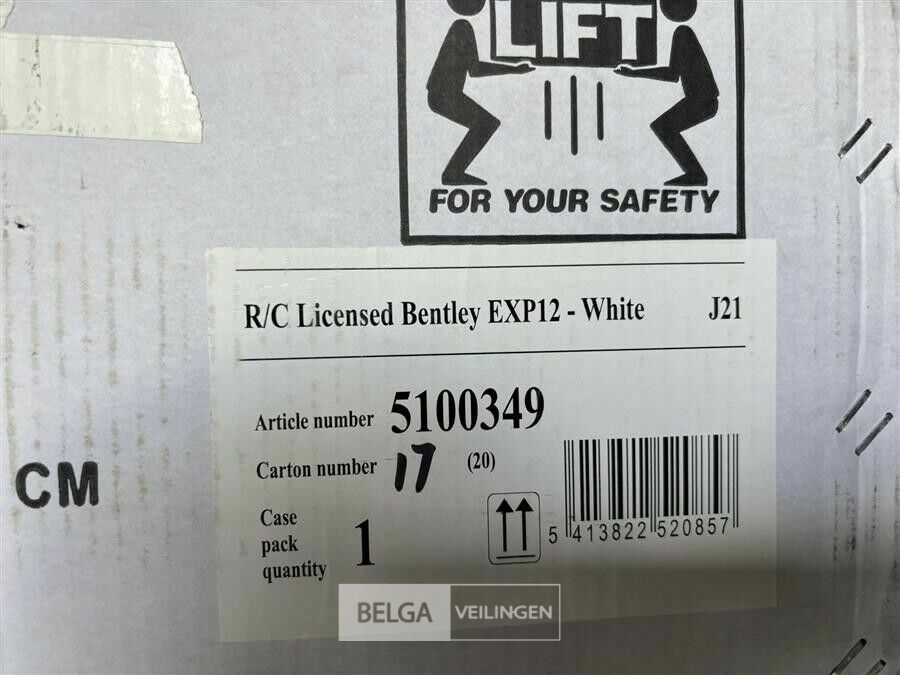 LIFT
FOR YOUR SAFETY
R/C Licensed Bentley EXP12 - White J21
Article number 5100349
Carton number 17 (20)
Case
pack
quantity 1
5 413822 520857
CM
BELGA VEILINGEN